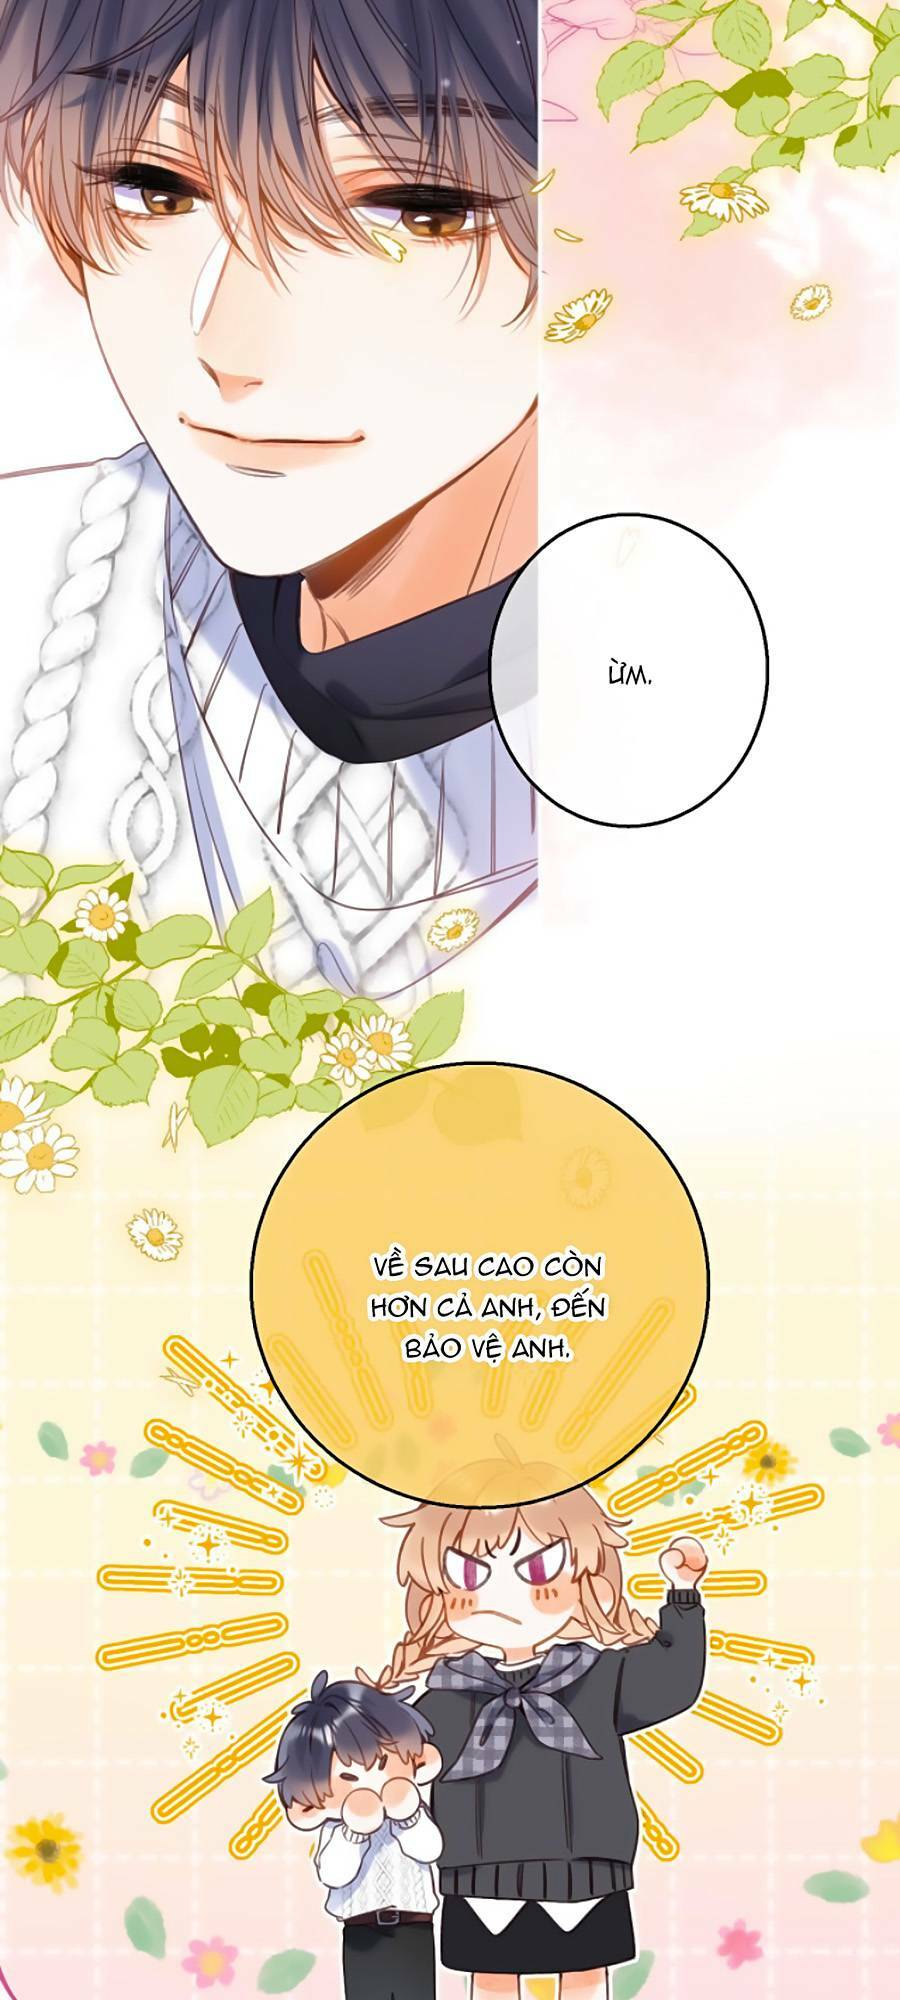 ỪM.
VỀ SAU CAO CÒN
HƠN CẢ ANH, ĐẾN
BẢO VỆ ANH.